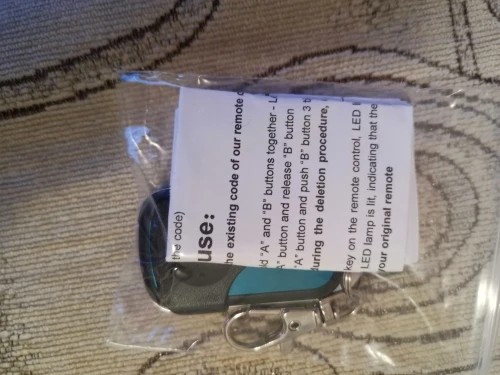 the code)
use:
he existing code of our remote
d "A" and "B" buttons together -
A" button and release "B" button
"A" button and push "B" button 3
during the deletion procedure,
key on the remote control, LED
LED lamp is lit, indicating that the
your original remote